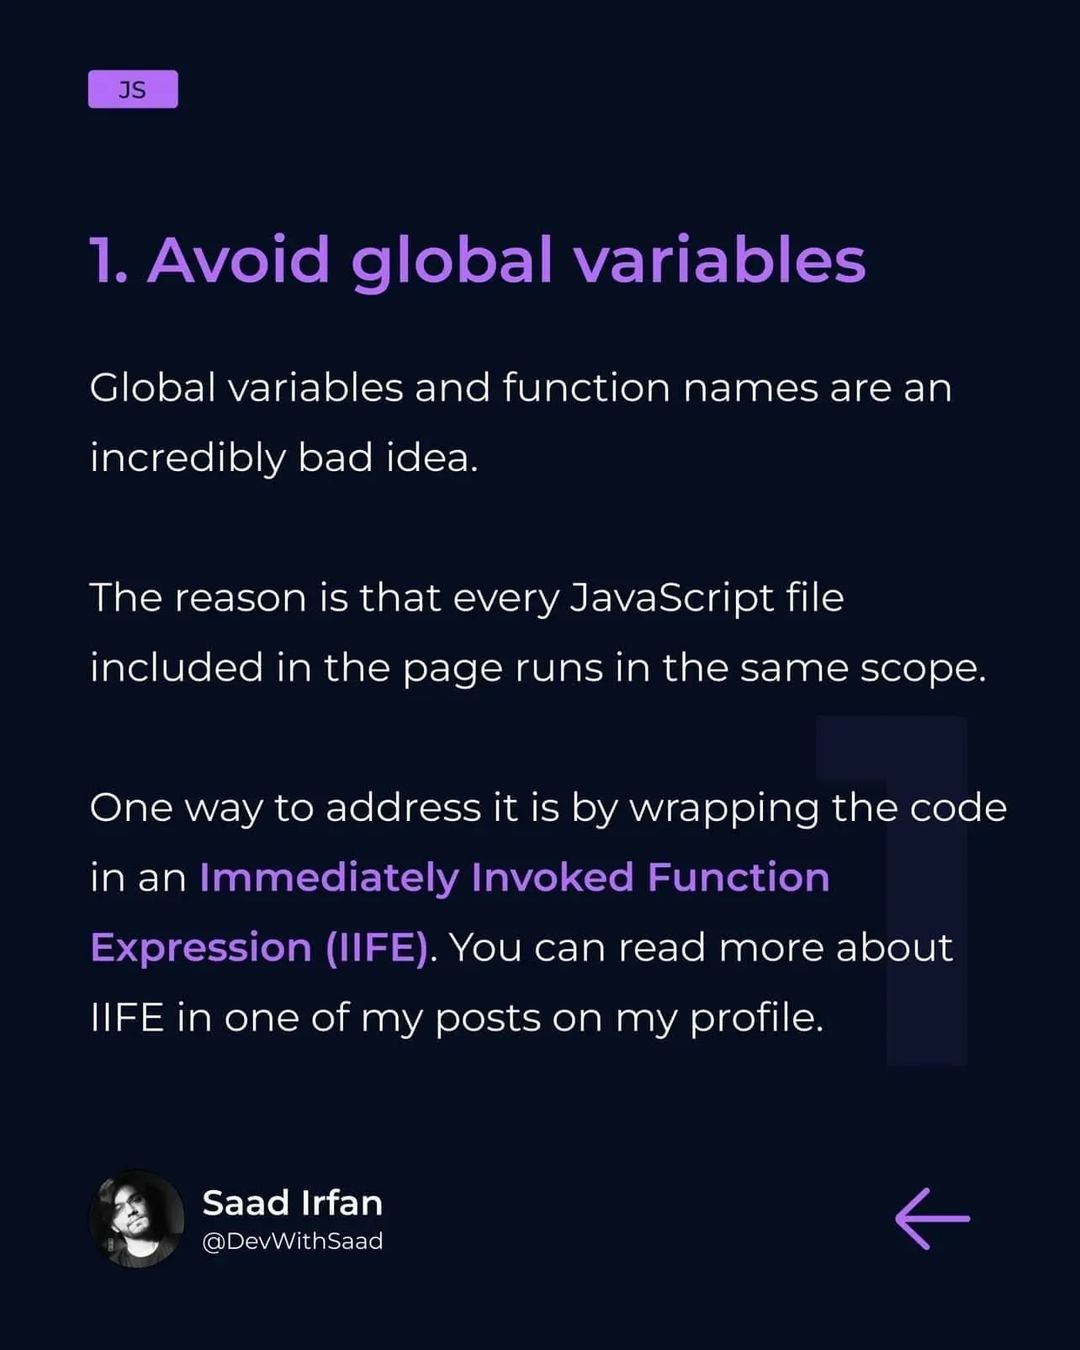 JS
1. Avoid global variables
Global variables and function names are an
incredibly bad idea.
The reason is that every JavaScript file
included in the page runs in the same scope.
One way to address it is by wrapping the code
in an Immediately Invoked Function
Expression (IIFE). You can read more about
IIFE in one of my posts on my profile.
1
Saad Irfan
@DevWithSaad